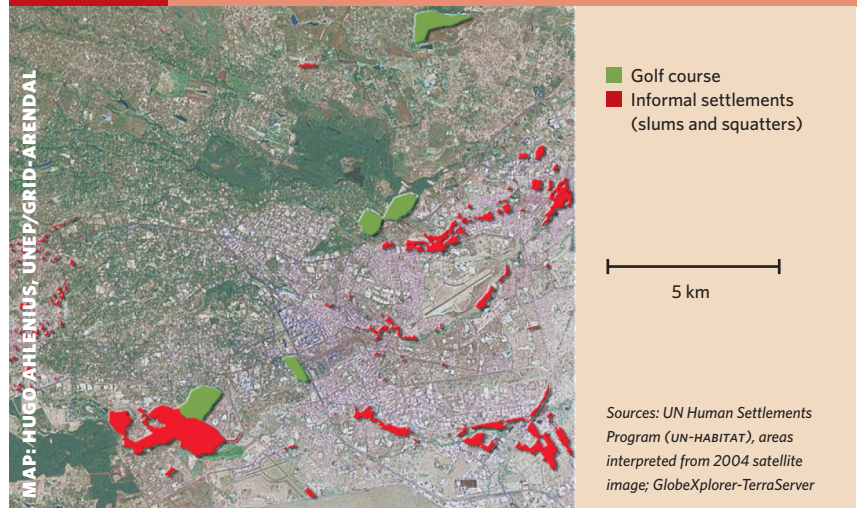 MAP: HUGO AHLENIUS, UNEP/GRID-ARENDAL
Golf course
Informal settlements
(slums and squatters)
5 km
Sources: UN Human Settlements
Program (UN-HABITAT), areas
interpreted from 2004 satellite
image; GlobeXplorer-TerraServer